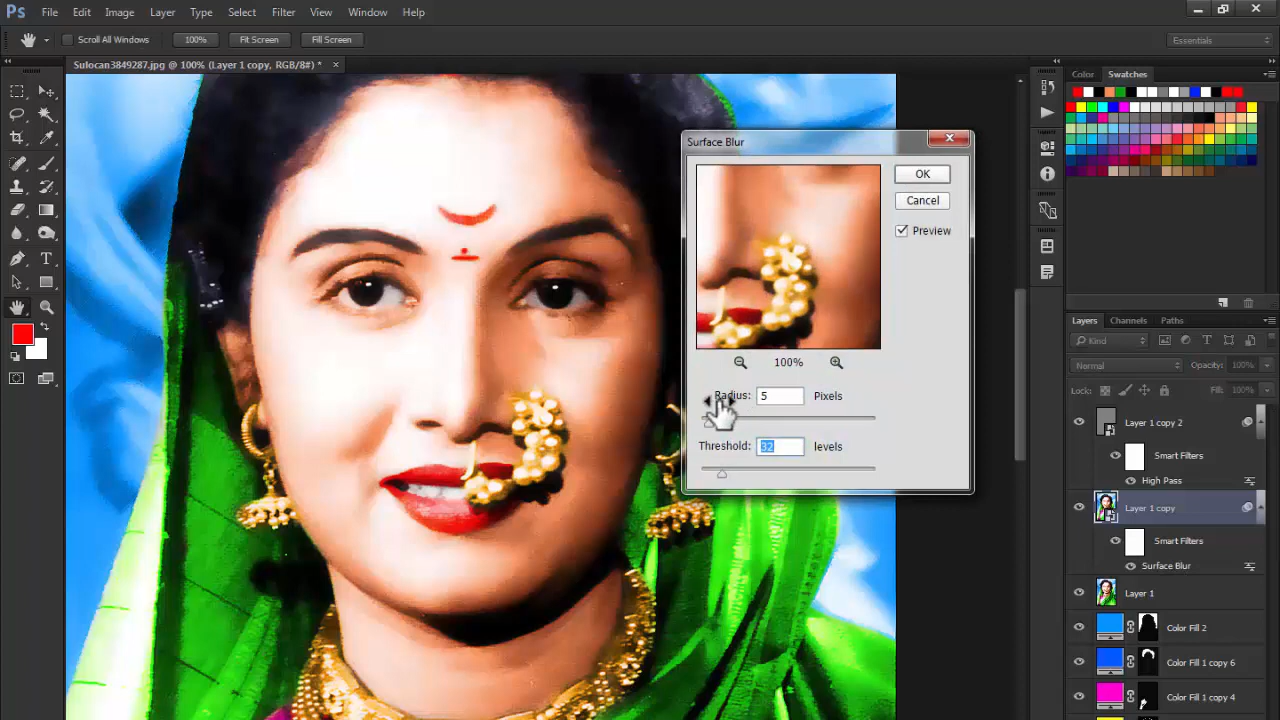 Ps File Edit Image Layer Type Select Filter View Window Help
Scroll All Windows 100% Fit Screen Fill Screen Essentials
Sulocan3849287.jpg @ 100% (Layer 1 copy, RGB/8#) * ×
Color Swatches
Surface Blur
OK
Cancel
Preview
100%
Radius: 5 Pixels
Threshold: 32 levels
Layers Channels Paths
Kind
Normal Opacity: 100%
Lock: Fill: 100%
Layer 1 copy 2
Smart Filters
High Pass
Layer 1 copy
Smart Filters
Surface Blur
Layer 1
Color Fill 2
Color Fill 1 copy 6
Color Fill 1 copy 4